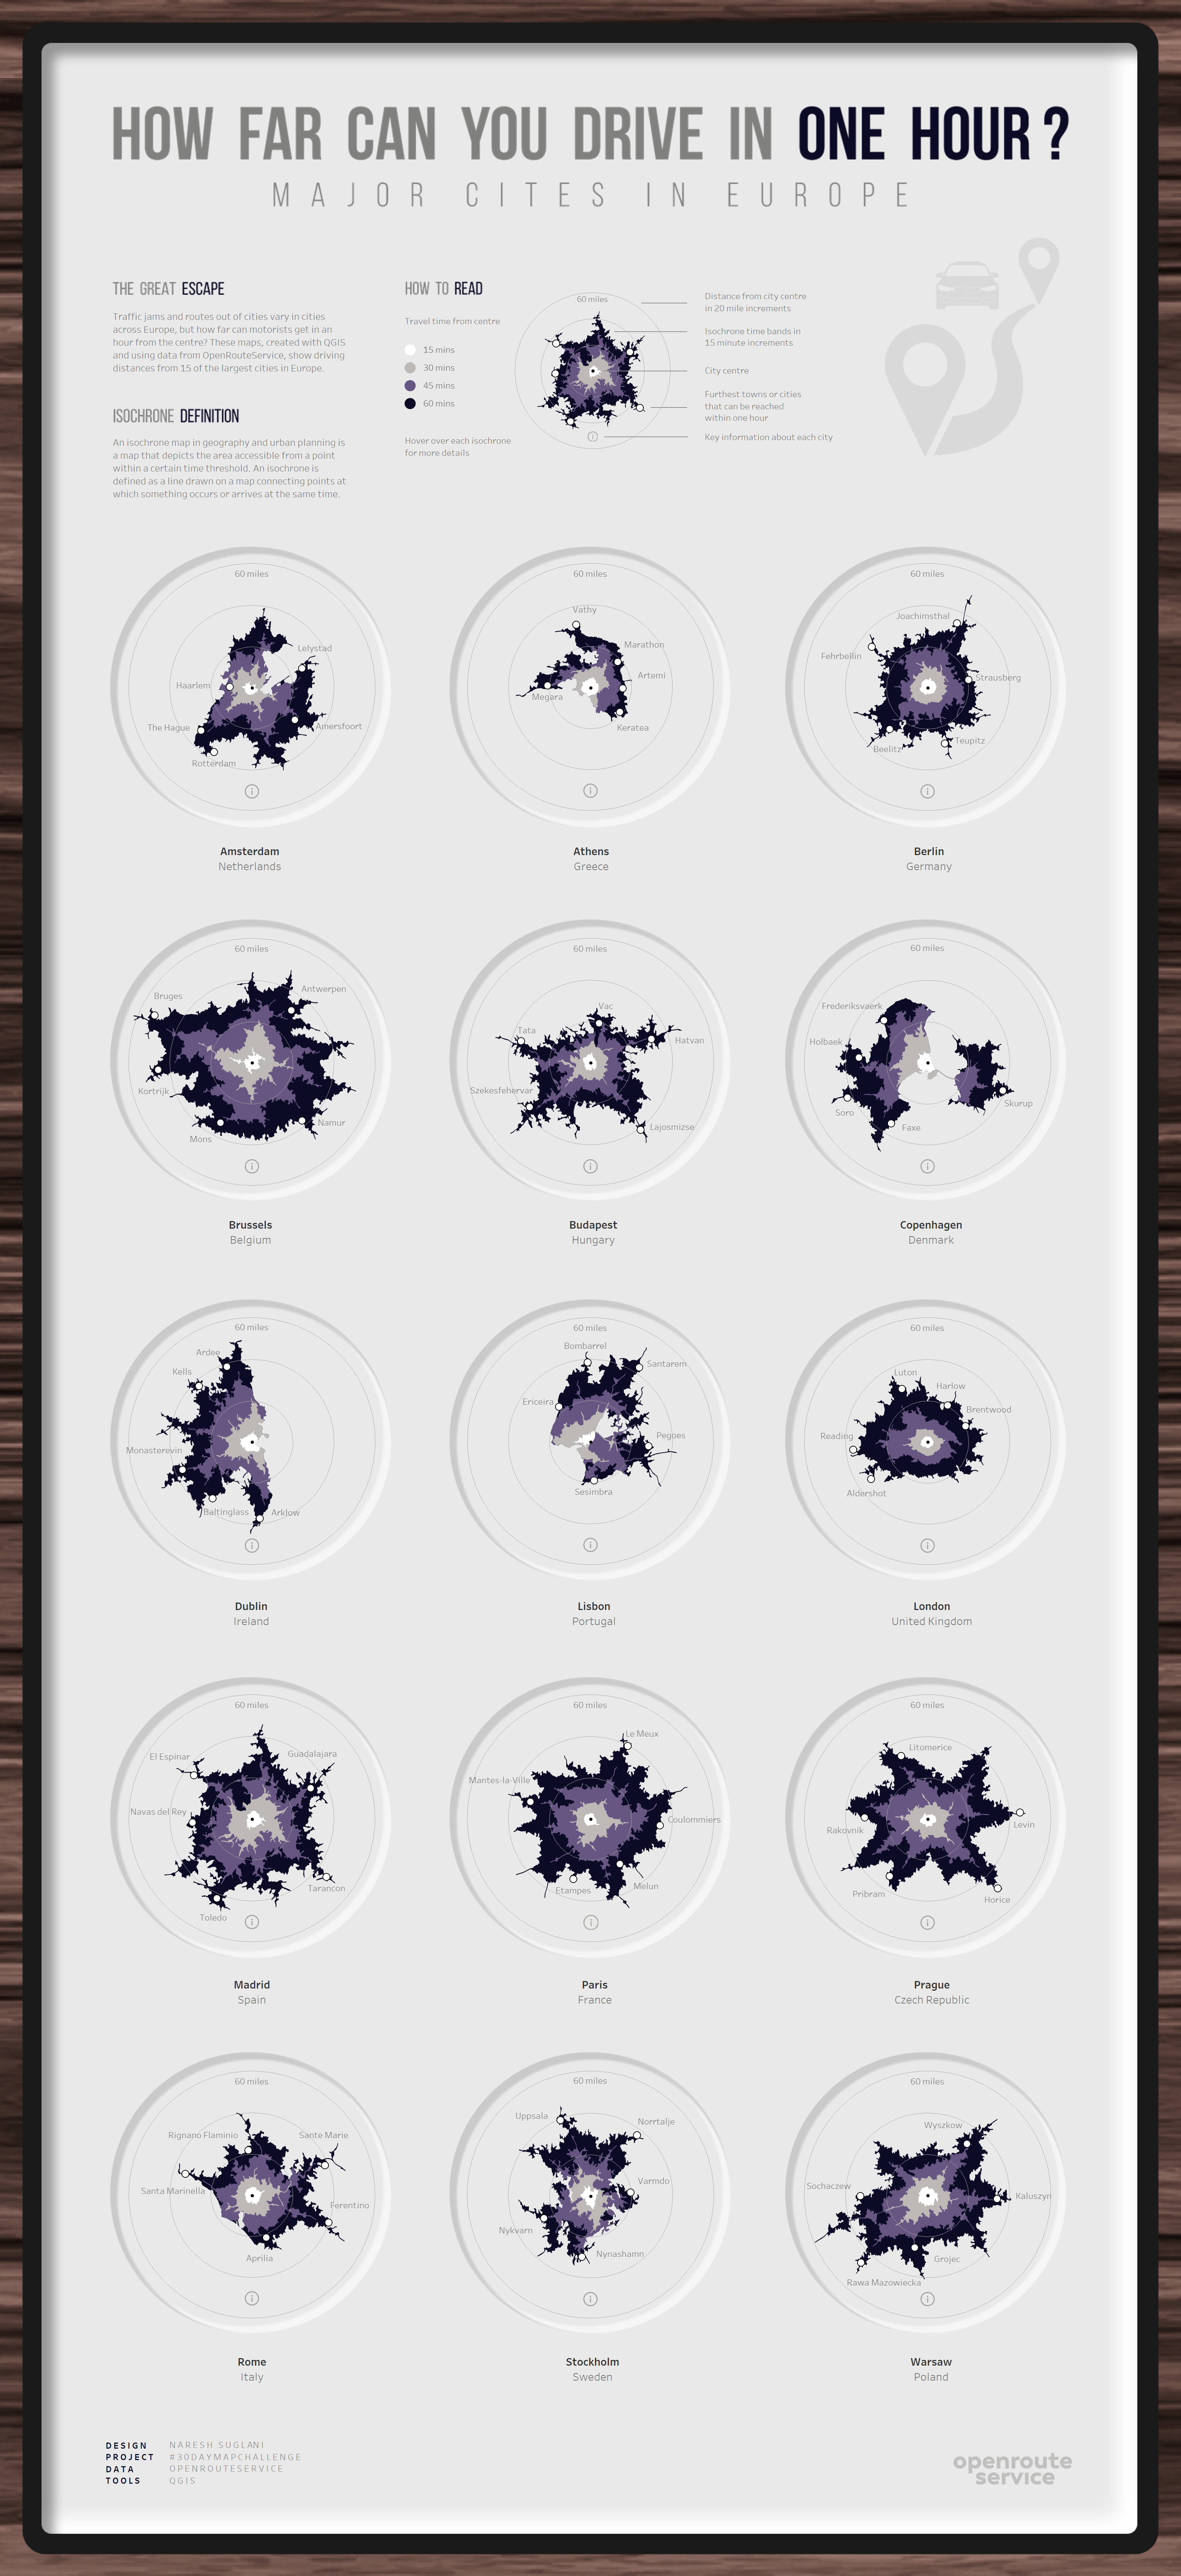 HOW FAR CAN YOU DRIVE IN ONE HOUR?
MAJOR CITES IN EUROPE
THE GREAT ESCAPE
Traffic jams and routes out of cities vary in cities
across Europe, but how far can motorists get in an
hour from the centre? These maps, created with QGIS
and using data from OpenRouteService, show driving
distances from 15 of the largest cities in Europe.
ISOCHRONE DEFINITION
An isochrone map in geography and urban planning is
a map that depicts the area accessible from a point
within a certain time threshold. An isochrone is
defined as a line drawn on a map connecting points at
which something occurs or arrives at the same time.
HOW TO READ
Travel time from centre
15 mins
30 mins
45 mins
60 mins
Hover over each isochrone
for more details
60 miles
Distance from city centre
in 20 mile increments
Isochrone time bands in
15 minute increments
City centre
Furthest towns or cities
that can be reached
within one hour
Key information about each city
60 miles
Lelystad
Haarlem
The Hague
Amersfoort
Rotterdam
Amsterdam
Netherlands
60 miles
Vathy
Marathon
Artemi
Megara
Keratea
Athens
Greece
60 miles
Joachimsthal
Fehrbellin
Strausberg
Teupitz
Beelitz
Berlin
Germany
60 miles
Bruges
Antwerpen
Kortrijk
Namur
Mons
Brussels
Belgium
60 miles
Vac
Tata
Hatvan
Szekesfehervar
Lajosmizse
Budapest
Hungary
60 miles
Frederiksvaerk
Holbaek
Skurup
Soro
Faxe
Copenhagen
Denmark
60 miles
Ardee
Kells
Monasterevin
Baltinglass
Arklow
Dublin
Ireland
60 miles
Bombarrel
Santarem
Ericeira
Pegoes
Sesimbra
Lisbon
Portugal
60 miles
Luton
Harlow
Brentwood
Reading
Aldershot
London
United Kingdom
60 miles
El Espinar
Guadalajara
Navas del Rey
Tarancon
Toledo
Madrid
Spain
60 miles
Le Meux
Mantes-la-Ville
Coulommiers
Melun
Etampes
Paris
France
60 miles
Litomerice
Levin
Rakovnik
Pribram
Horice
Prague
Czech Republic
60 miles
Rignano Flaminio
Sante Marie
Santa Marinella
Ferentino
Aprilia
Rome
Italy
60 miles
Uppsala
Norrtalje
Varmdo
Nykvarn
Nynashamn
Stockholm
Sweden
60 miles
Wyszkow
Sochaczew
Kaluszyn
Grojec
Rawa Mazowiecka
Warsaw
Poland
DESIGN NARESH SUGLANI
PROJECT #30DAYMAPCHALLENGE
DATA OPENROUTESERVICE
TOOLS QGIS
openroute
service